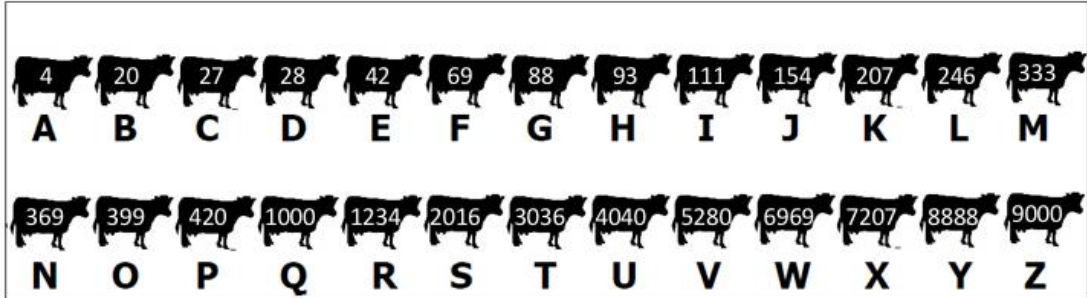 4 20 27 28 42 69 88 93 111 154 207 246 333
A B C D E F G H I J K L M
369 399 420 1000 1234 2016 3036 4040 5280 6969 7207 8888 9000
N O P Q R S T U V W X Y Z